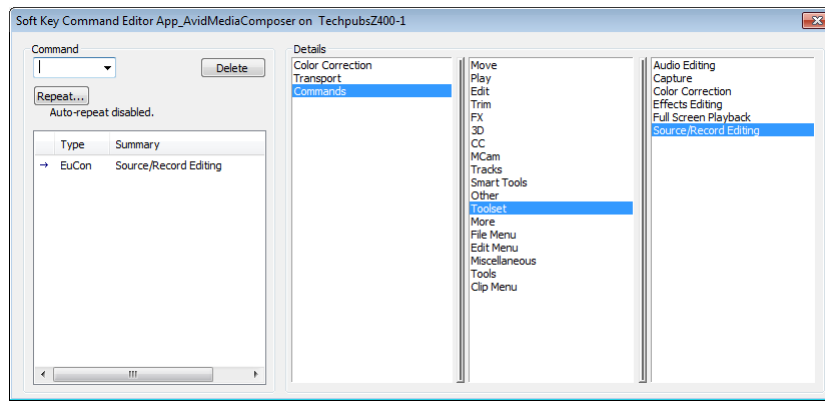 Soft Key Command Editor App_AvidMediaComposer on TechpubsZ400-1
Command
Delete
Repeat...
Auto-repeat disabled.
Type Summary
→ EuCon Source/Record Editing
Details
Color Correction
Transport
Commands
Move
Play
Edit
Trim
FX
3D
CC
MCam
Tracks
Smart Tools
Other
Toolset
More
File Menu
Edit Menu
Miscellaneous
Tools
Clip Menu
Audio Editing
Capture
Color Correction
Effects Editing
Full Screen Playback
Source/Record Editing